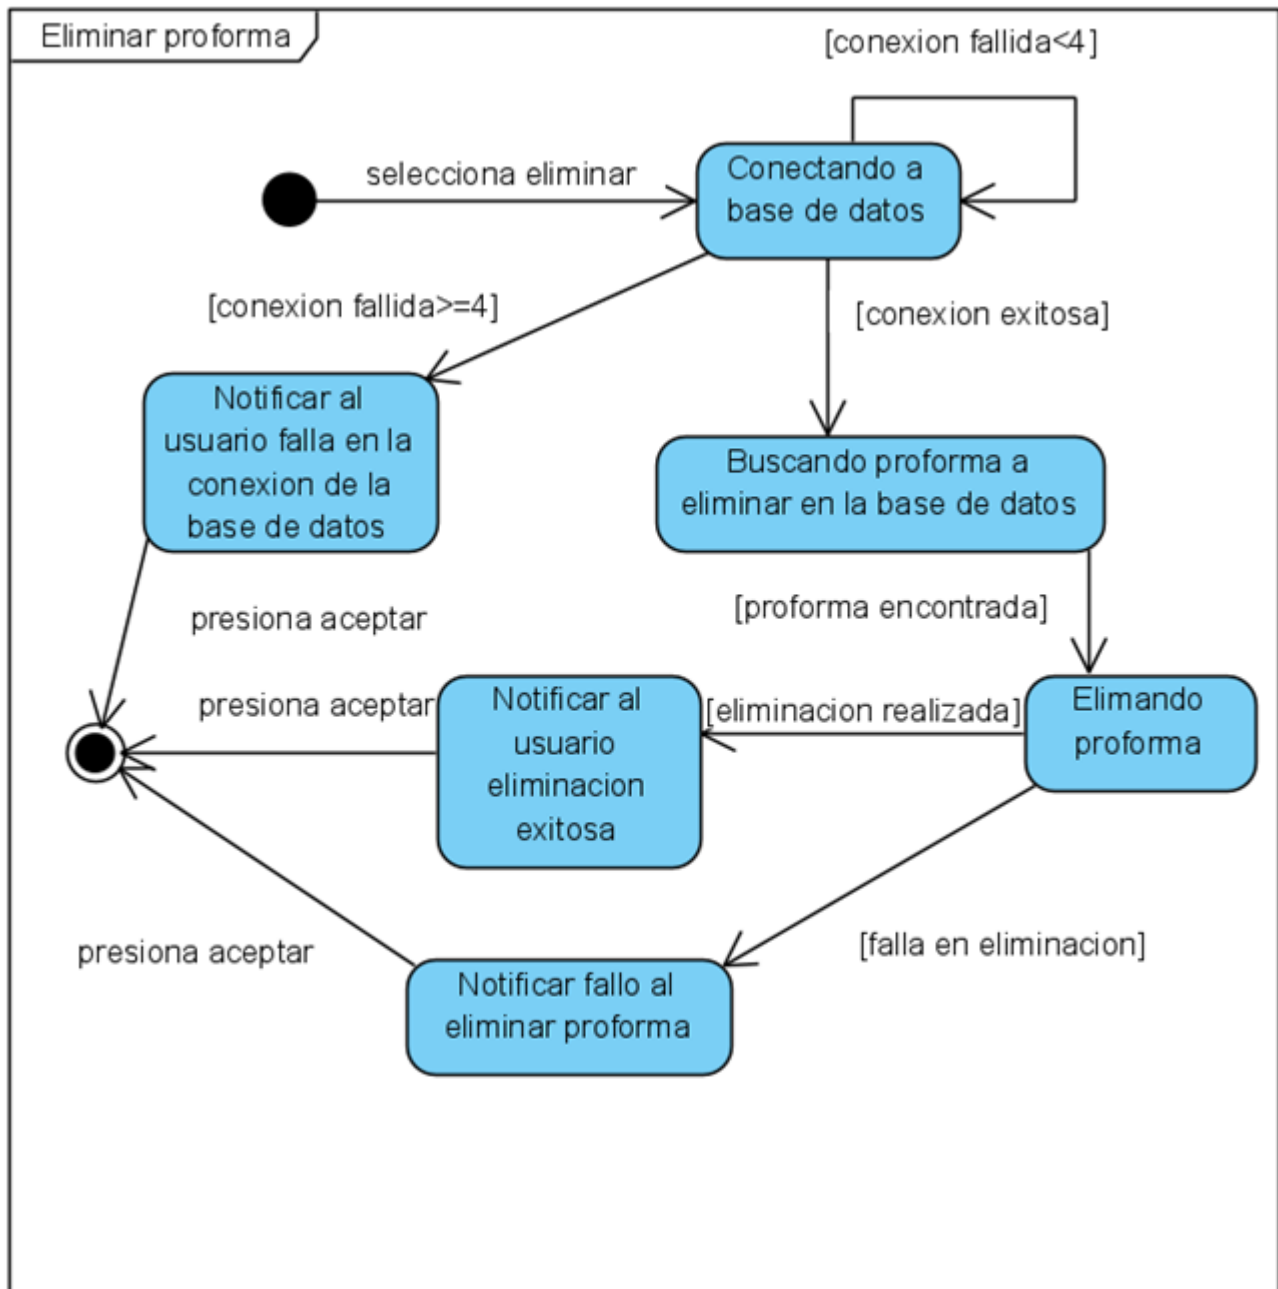 Eliminar proforma
[conexion fallida<4]
selecciona eliminar
Conectando a
base de datos
[conexion fallida>=4]
[conexion exitosa]
Notificar al
usuario falla en la
conexion de la
base de datos
Buscando proforma a
eliminar en la base de datos
presiona aceptar
[proforma encontrada]
presiona aceptar
Notificar al
usuario
eliminacion
exitosa
[eliminacion realizada]
Elimando
proforma
presiona aceptar
[falla en eliminacion]
Notificar fallo al
eliminar proforma